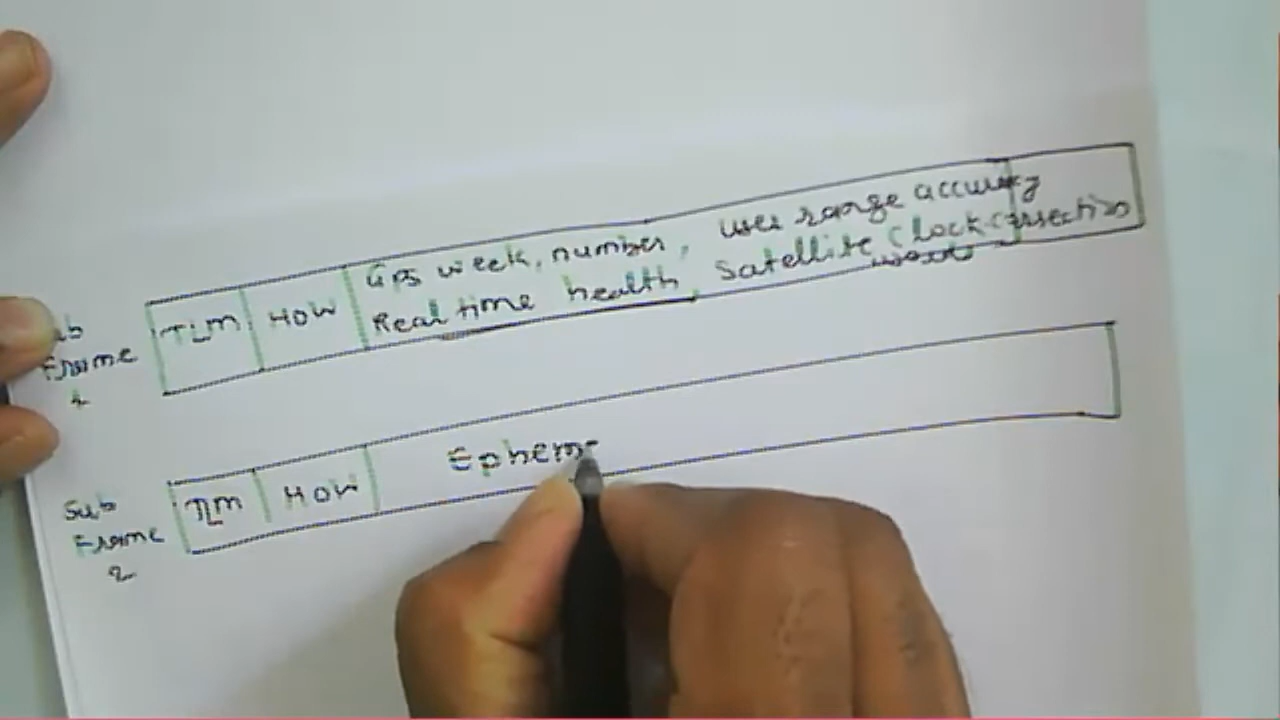 Sub
Frame
1
TLM
HOW
GPS week, number, user range accuracy
Real time health, Satellite Clock Correction
Sub
Frame
2
TLM
HOW
Ephem